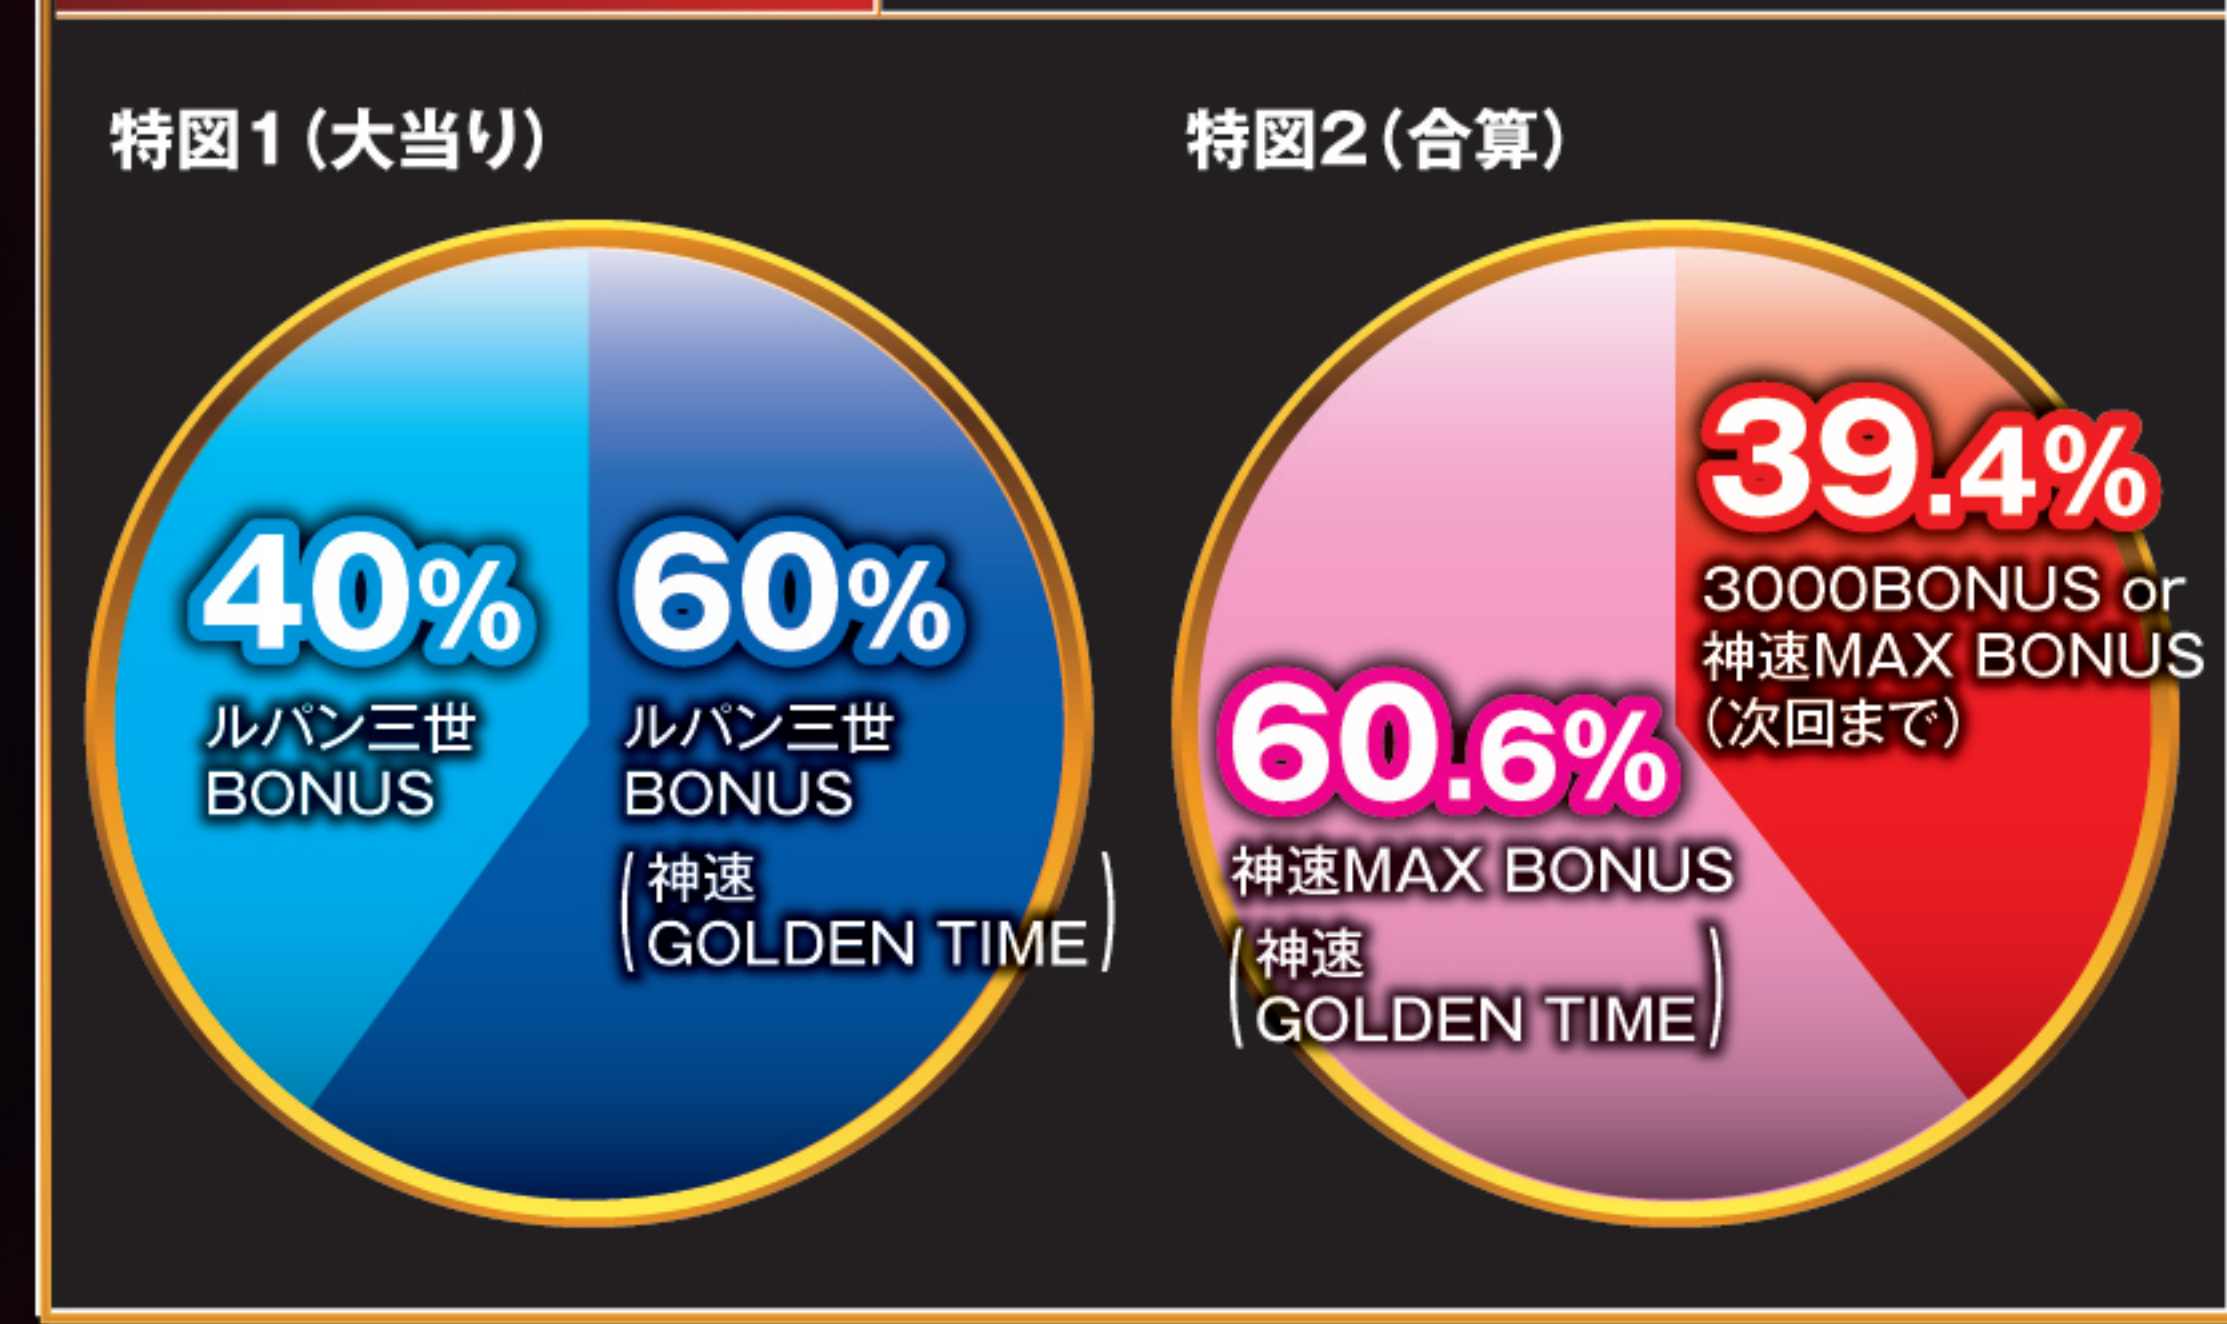 特図1(大当り)
40%
ルパン三世
BONUS
60%
ルパン三世
BONUS
(神速
GOLDEN TIME)
特図2(合算)
39.4%
3000BONUS or
神速MAX BONUS
(次回まで)
60.6%
神速MAX BONUS
(神速
GOLDEN TIME)